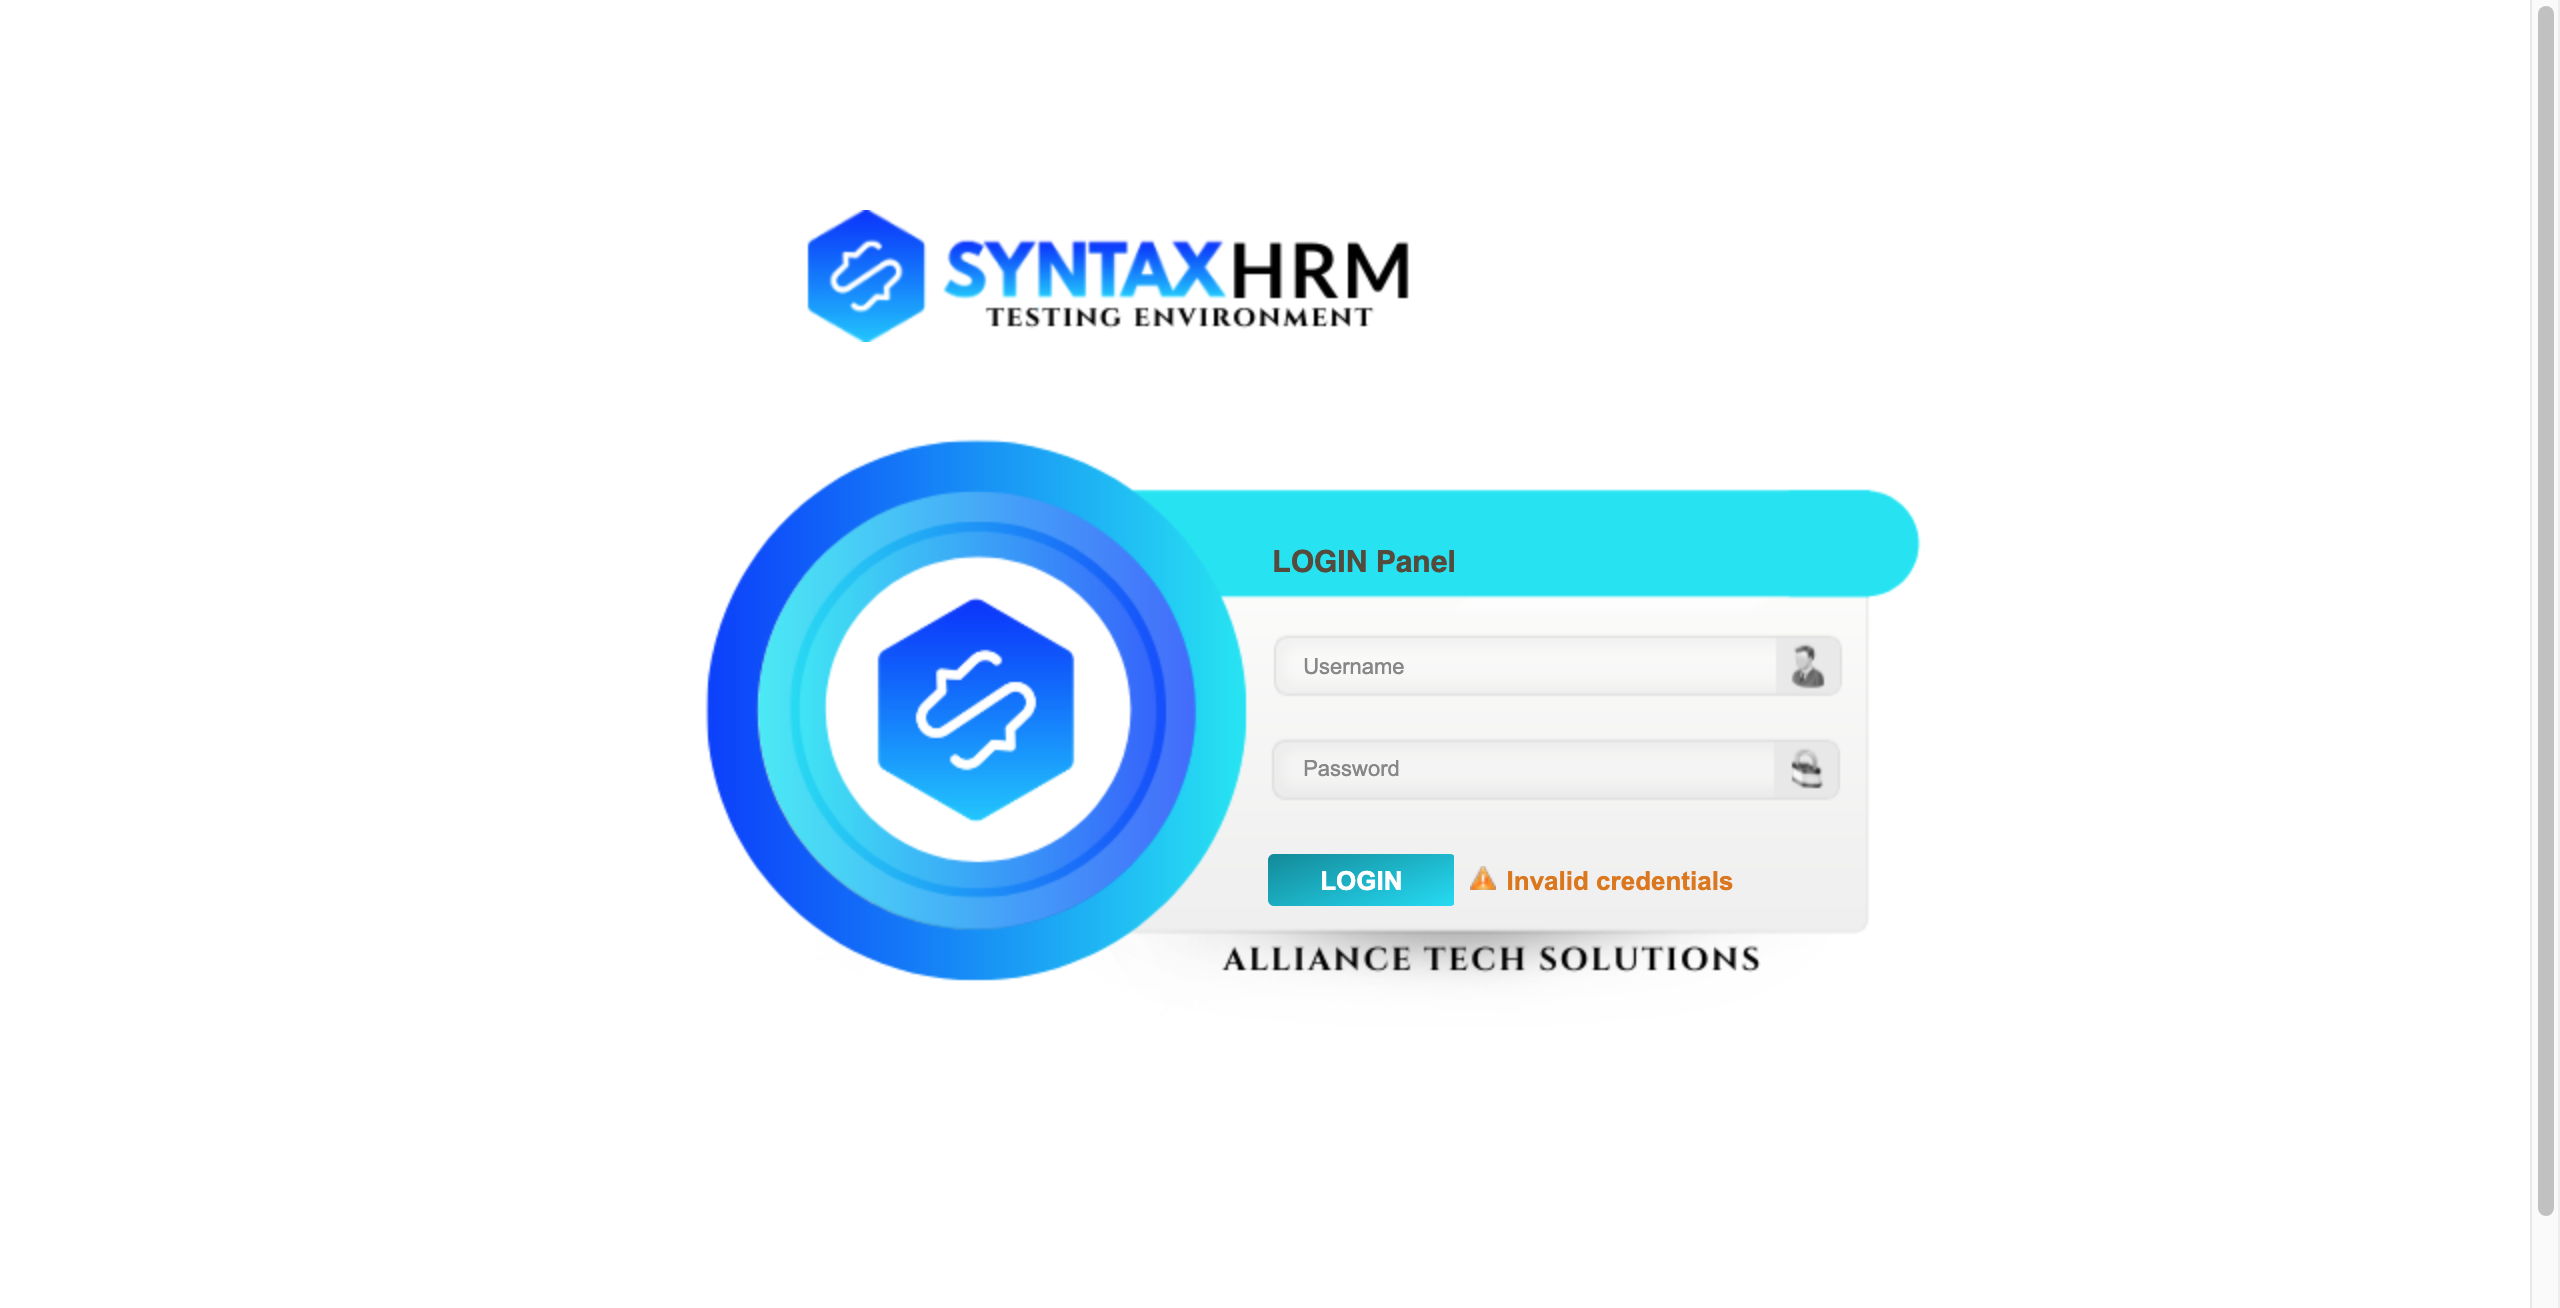 SYNTAXHRM
TESTING ENVIRONMENT
LOGIN Panel
Username
Password
LOGIN
Invalid credentials
ALLIANCE TECH SOLUTIONS